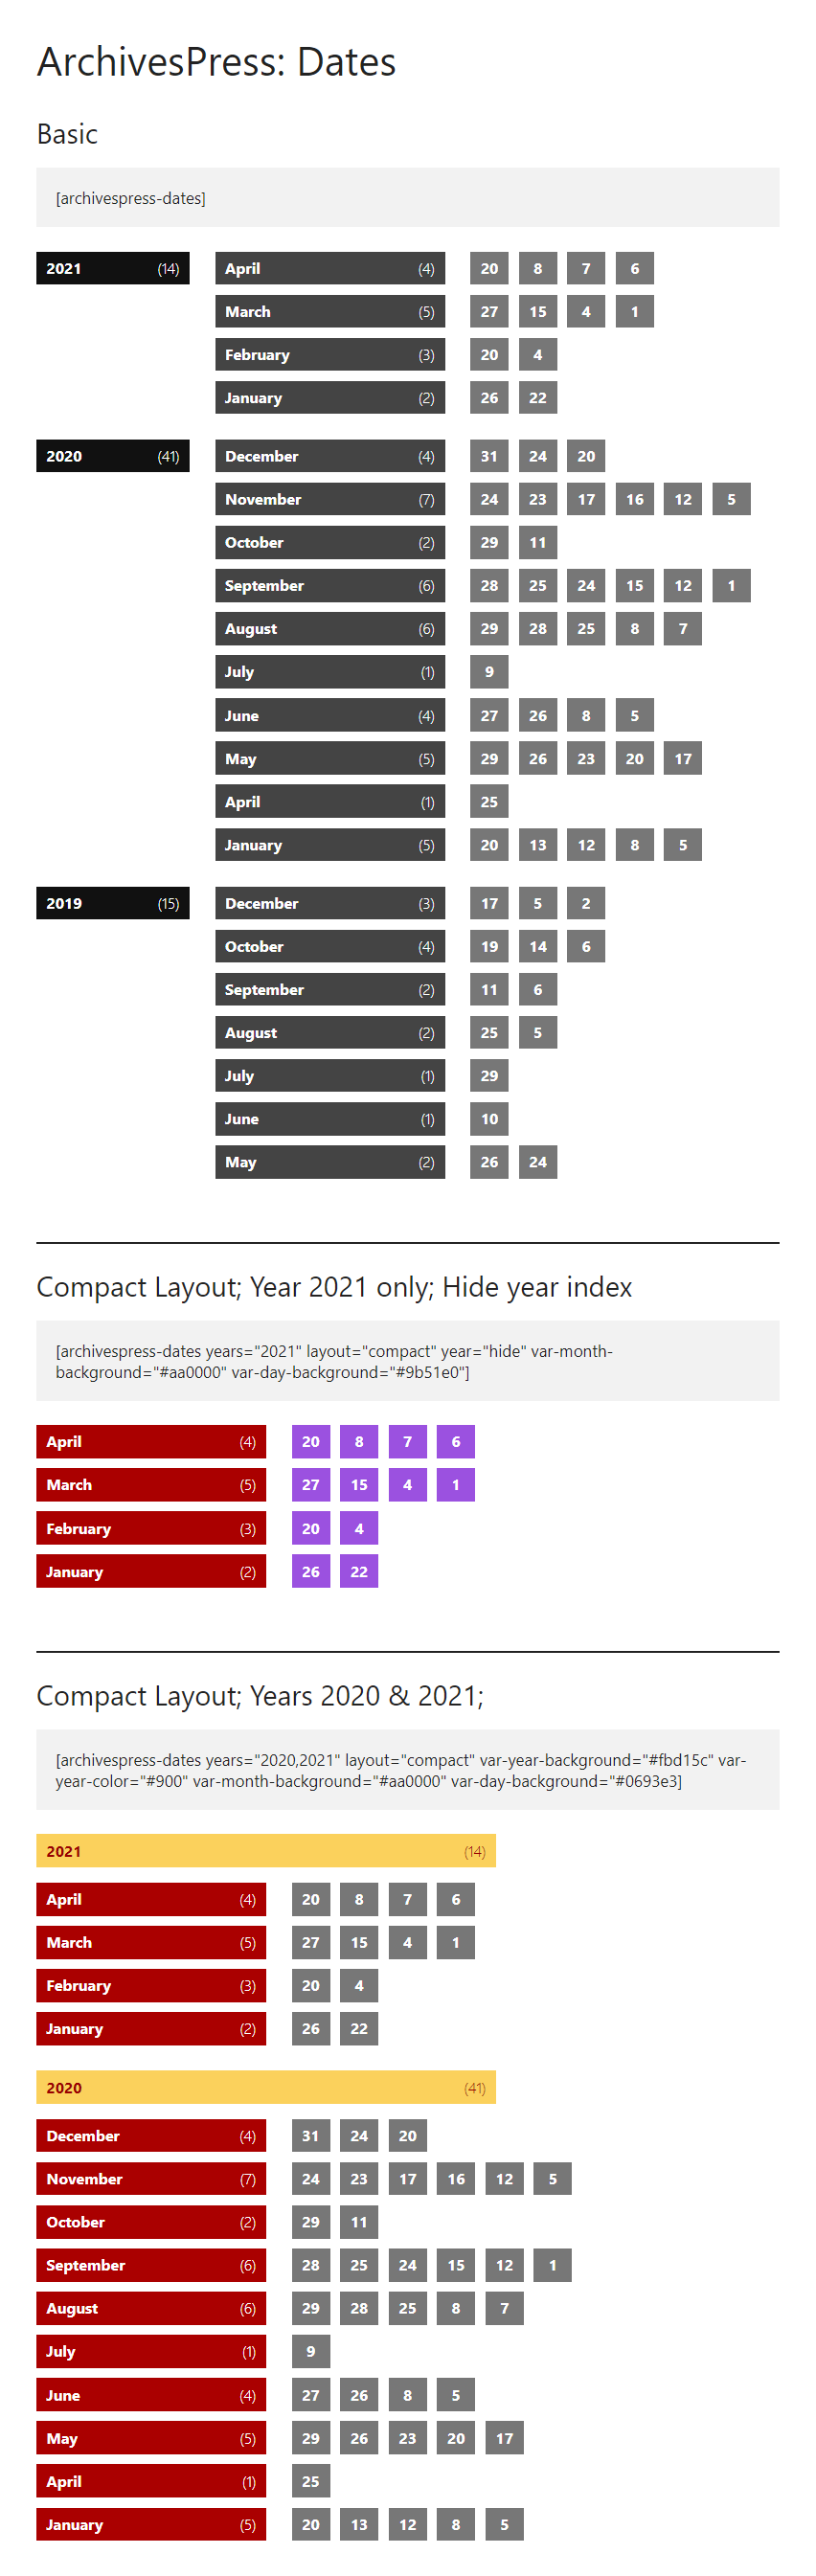 ArchivesPress: Dates
Basic
[archivespress-dates]
2021 (14) April (4) 20 8 7 6
March (5) 27 15 4 1
February (3) 20 4
January (2) 26 22
2020 (41) December (4) 31 24 20
November (7) 24 23 17 16 12 5
October (2) 29 11
September (6) 28 25 24 15 12 1
August (6) 29 28 25 8 7
July (1) 9
June (4) 27 26 8 5
May (5) 29 26 23 20 17
April (1) 25
January (5) 20 13 12 8 5
2019 (15) December (3) 17 5 2
October (4) 19 14 6
September (2) 11 6
August (2) 25 5
July (1) 29
June (1) 10
May (2) 26 24
Compact Layout; Year 2021 only; Hide year index
[archivespress-dates years="2021" layout="compact" year="hide" var-month-
background="#aa0000" var-day-background="#9b51e0"]
April (4) 20 8 7 6
March (5) 27 15 4 1
February (3) 20 4
January (2) 26 22
Compact Layout; Years 2020 & 2021;
[archivespress-dates years="2020,2021" layout="compact" var-year-background="#fbd15c" var-
year-color="#900" var-month-background="#aa0000" var-day-background="#0693e3]
2021 (14)
April (4) 20 8 7 6
March (5) 27 15 4 1
February (3) 20 4
January (2) 26 22
2020 (41)
December (4) 31 24 20
November (7) 24 23 17 16 12 5
October (2) 29 11
September (6) 28 25 24 15 12 1
August (6) 29 28 25 8 7
July (1) 9
June (4) 27 26 8 5
May (5) 29 26 23 20 17
April (1) 25
January (5) 20 13 12 8 5